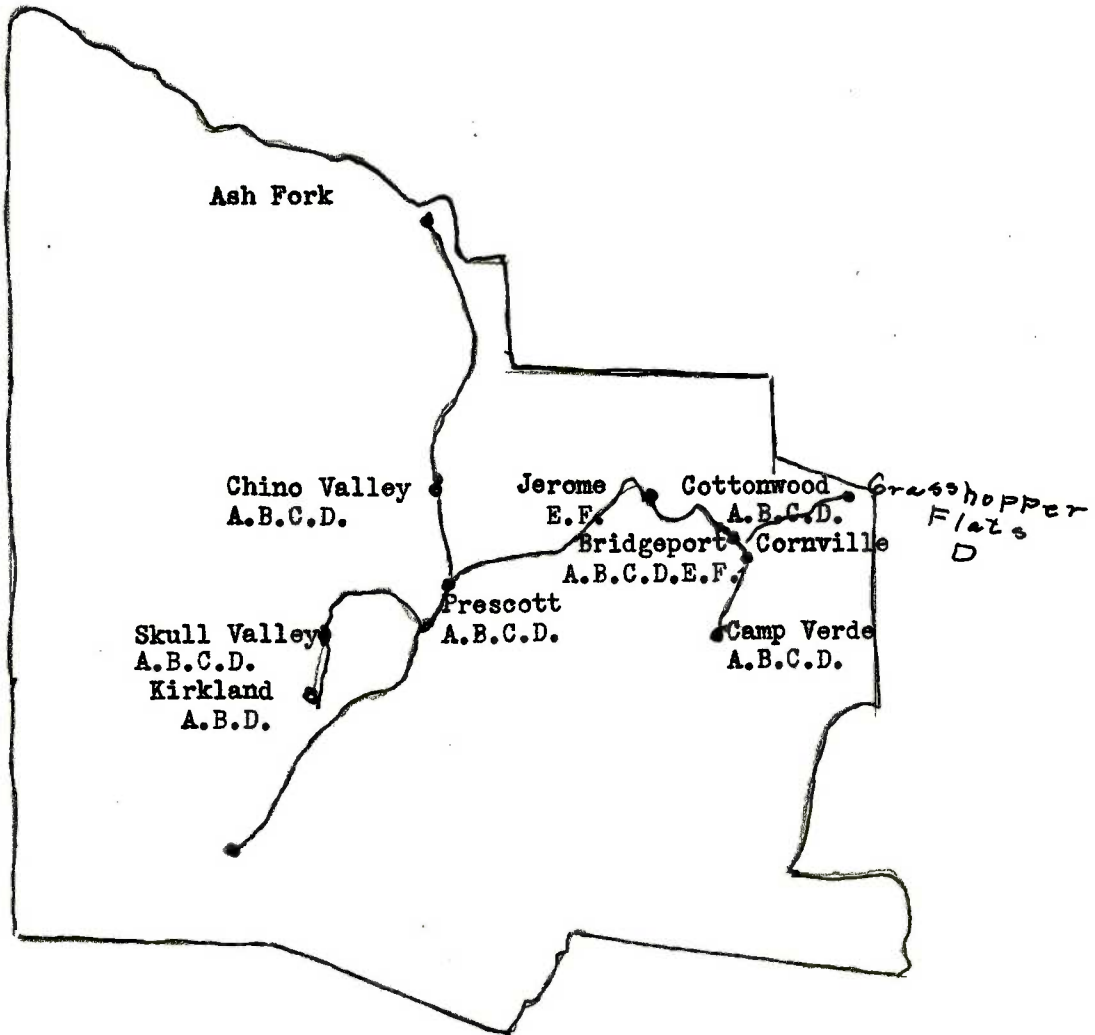 Ash Fork
Chino Valley
A.B.C.D.
Jerome
E.F.
Cottonwood
A.B.C.D.
Grasshopper
Flats
D
Bridgeport
A.B.C.D.E.F.
Cornville
Prescott
A.B.C.D.
Skull Valley
A.B.C.D.
Kirkland
A.B.D.
Camp Verde
A.B.C.D.